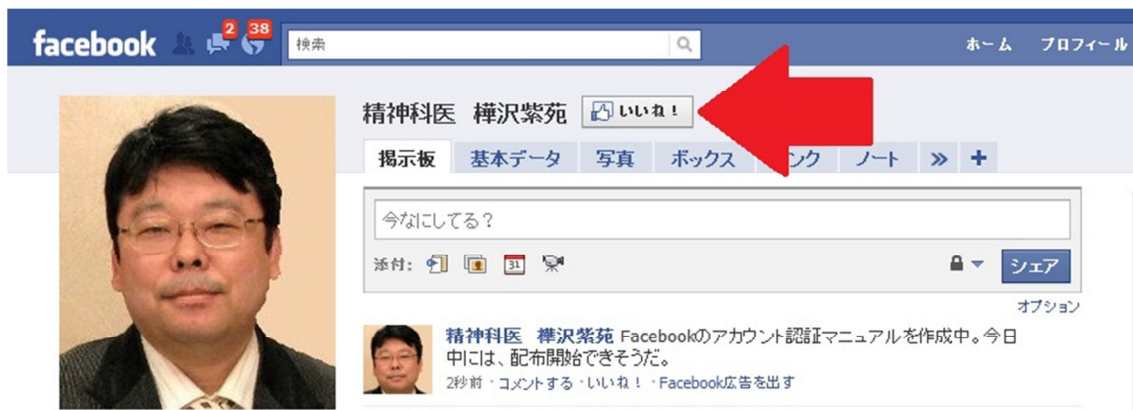 facebook 2 38 検索 ホーム プロフィール
精神科医 樺沢紫苑 いいね！
掲示板 基本データ 写真 ボックス ンク ノート » +
今なにしてる？
添付: 31 シェア
オプション
精神科医 樺沢紫苑 Facebookのアカウント認証マニュアルを作成中。今日
中には、配布開始できそうだ。
2秒前・コメントする・いいね！・Facebook広告を出す